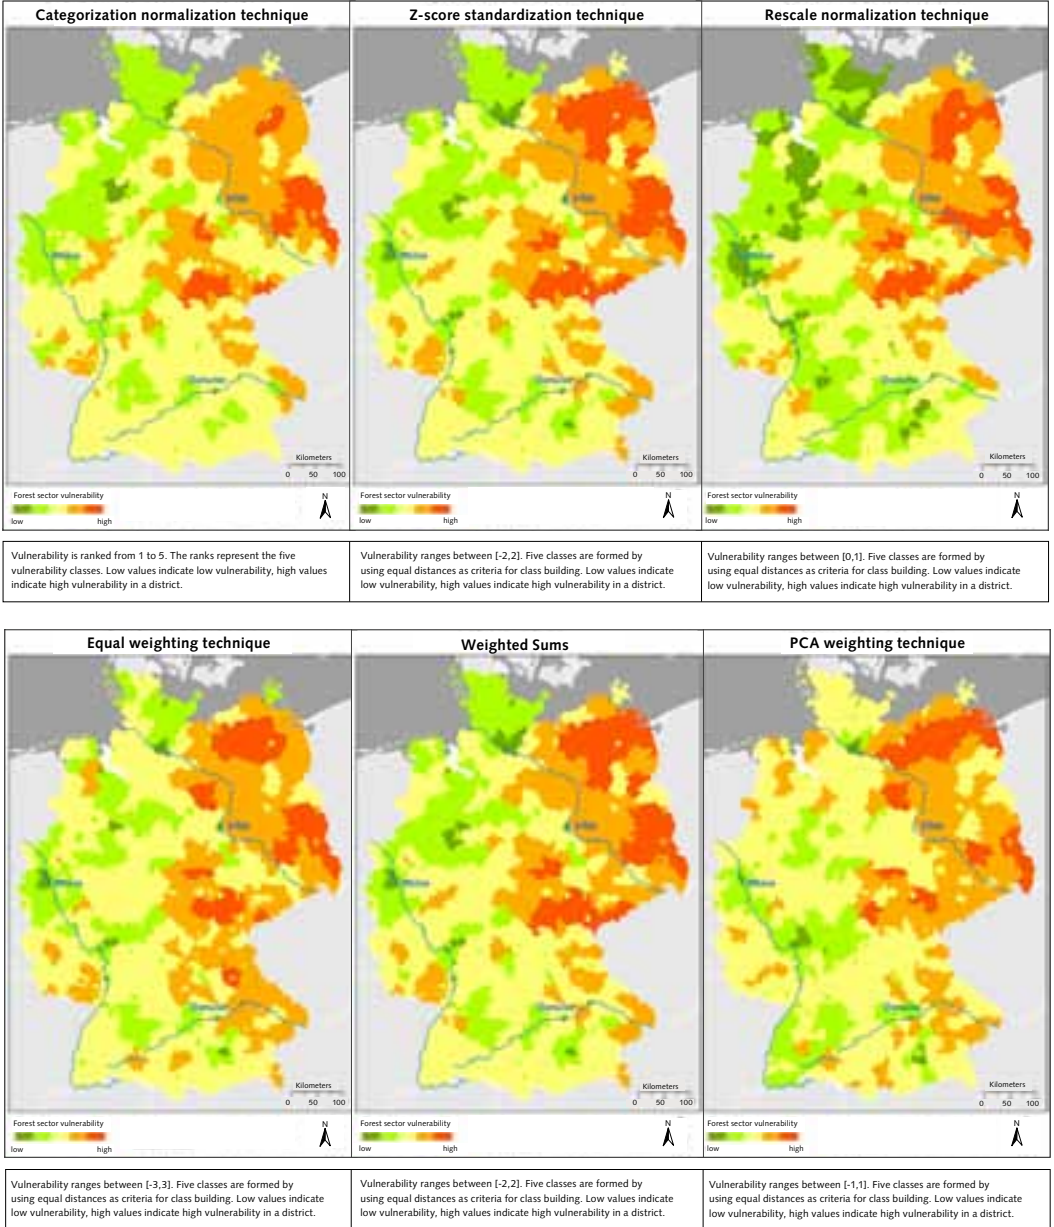 Categorization normalization technique
Z-score standardization technique
Rescale normalization technique
Kilometers
0 50 100
Kilometers
0 50 100
Kilometers
0 50 100
Forest sector vulnerability
low high
N
Forest sector vulnerability
low high
N
Forest sector vulnerability
low high
N
Vulnerability is ranked from 1 to 5. The ranks represent the five
vulnerability classes. Low values indicate low vulnerability, high values
indicate high vulnerability in a district.
Vulnerability ranges between [-2,2]. Five classes are formed by
using equal distances as criteria for class building. Low values indicate
low vulnerability, high values indicate high vulnerability in a district.
Vulnerability ranges between [0,1]. Five classes are formed by
using equal distances as criteria for class building. Low values indicate
low vulnerability, high values indicate high vulnerability in a district.
Equal weighting technique
Weighted Sums
PCA weighting technique
Kilometers
0 50 100
Kilometers
0 50 100
Kilometers
0 50 100
Forest sector vulnerability
low high
N
Forest sector vulnerability
low high
N
Forest sector vulnerability
low high
N
Vulnerability ranges between [-3,3]. Five classes are formed by
using equal distances as criteria for class building. Low values indicate
low vulnerability, high values indicate high vulnerability in a district.
Vulnerability ranges between [-2,2]. Five classes are formed by
using equal distances as criteria for class building. Low values indicate
low vulnerability, high values indicate high vulnerability in a district.
Vulnerability ranges between [-1,1]. Five classes are formed by
using equal distances as criteria for class building. Low values indicate
low vulnerability, high values indicate high vulnerability in a district.